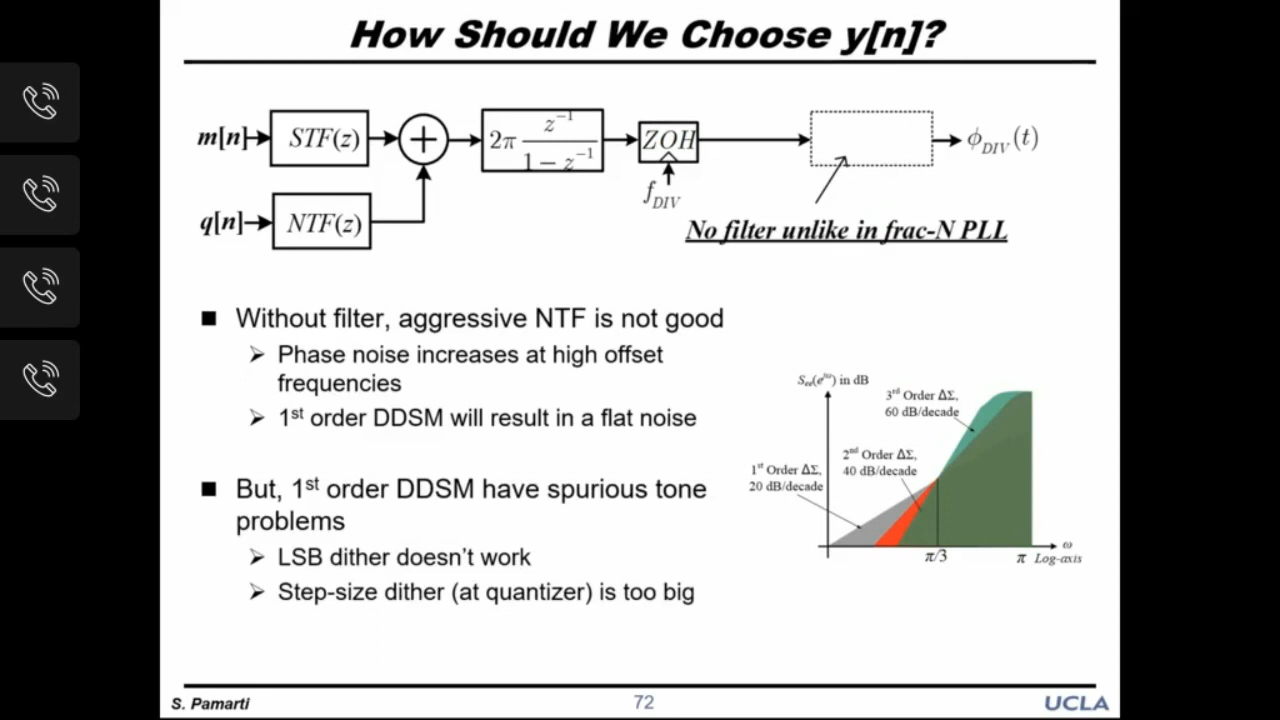 How Should We Choose y[n]?
m[n] STF(z) + 2π z⁻¹ / 1 − z⁻¹ ZOH ϕ_DIV(t)
f_DIV
q[n] NTF(z)
No filter unlike in frac-N PLL
■ Without filter, aggressive NTF is not good
➢ Phase noise increases at high offset
frequencies
➢ 1st order DDSM will result in a flat noise
■ But, 1st order DDSM have spurious tone
problems
➢ LSB dither doesn't work
➢ Step-size dither (at quantizer) is too big
S_ee(e^jω) in dB
3rd Order ΔΣ,
60 dB/decade
2nd Order ΔΣ,
40 dB/decade
1st Order ΔΣ,
20 dB/decade
π/3 π ω
Log-axis
S. Pamarti 72 UCLA